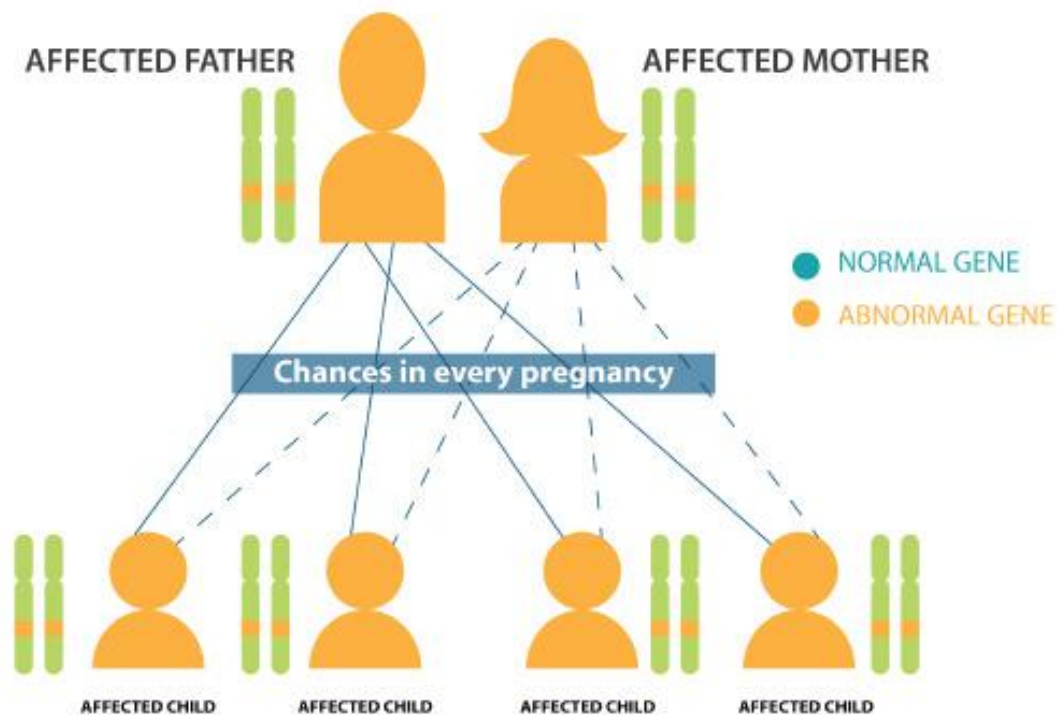 AFFECTED FATHER
AFFECTED MOTHER
NORMAL GENE
ABNORMAL GENE
Chances in every pregnancy
AFFECTED CHILD
AFFECTED CHILD
AFFECTED CHILD
AFFECTED CHILD